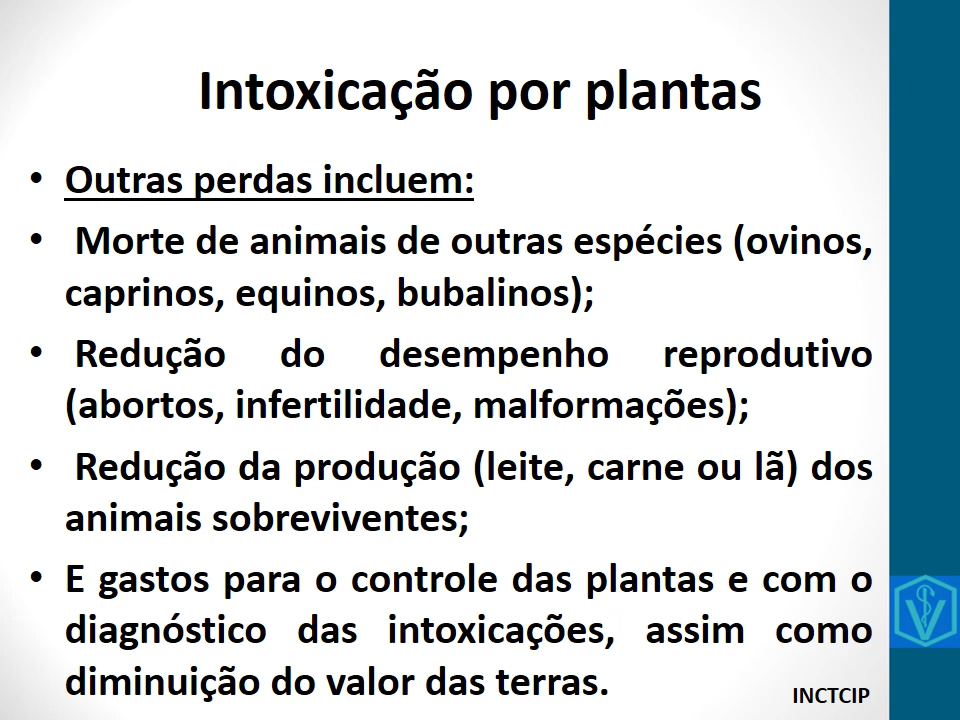 Intoxicação por plantas
• Outras perdas incluem:
• Morte de animais de outras espécies (ovinos,
caprinos, equinos, bubalinos);
• Redução do desempenho reprodutivo
(abortos, infertilidade, malformações);
• Redução da produção (leite, carne ou lã) dos
animais sobreviventes;
• E gastos para o controle das plantas e com o
diagnóstico das intoxicações, assim como
diminuição do valor das terras.
INCTCIP
V